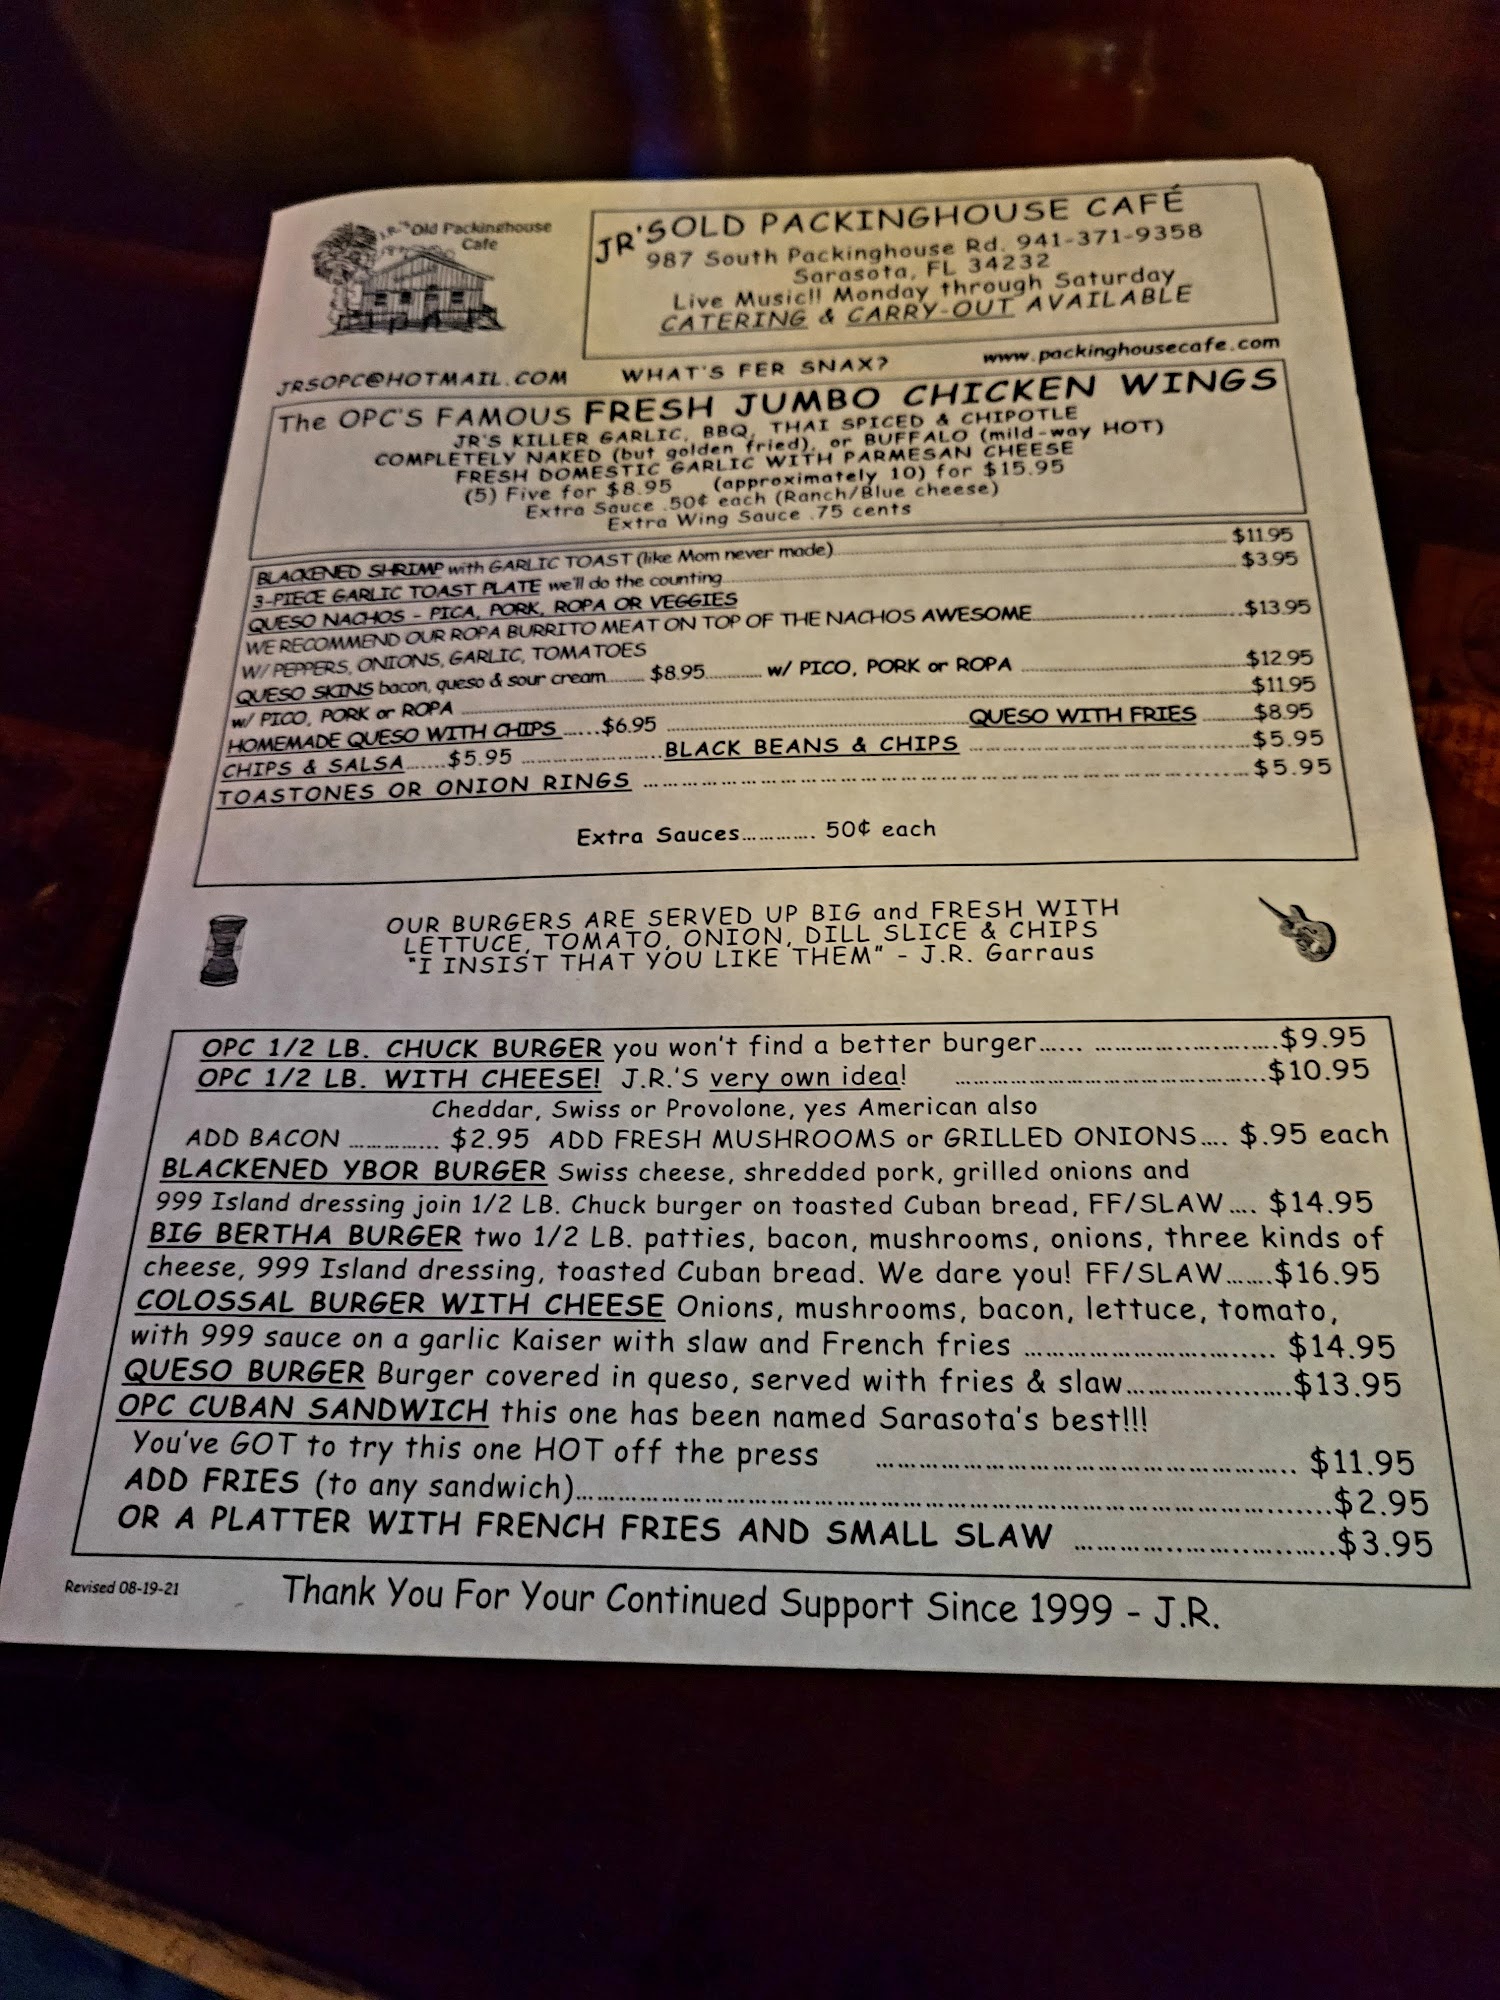 J.R.'s Old Packinghouse
Cafe
JR'S OLD PACKINGHOUSE CAFÉ
987 South Packinghouse Rd. 941-371-9358
Sarasota, FL 34232
Live Music!! Monday through Saturday
CATERING & CARRY-OUT AVAILABLE
JRSOPC@HOTMAIL.COM WHAT'S FER SNAX? www.packinghousecafe.com
The OPC'S FAMOUS FRESH JUMBO CHICKEN WINGS
JR'S KILLER GARLIC, BBQ, THAI SPICED & CHIPOTLE
COMPLETELY NAKED (but golden fried), or BUFFALO (mild-way HOT)
FRESH DOMESTIC GARLIC WITH PARMESAN CHEESE
(5) Five for $8.95 (approximately 10) for $15.95
Extra Sauce .50¢ each (Ranch/Blue cheese)
Extra Wing Sauce .75 cents
BLACKENED SHRIMP with GARLIC TOAST (like Mom never made)..........$11.95
3-PIECE GARLIC TOAST PLATE we'll do the counting..........$3.95
QUESO NACHOS - PICA, PORK, ROPA OR VEGGIES
WE RECOMMEND OUR ROPA BURRITO MEAT ON TOP OF THE NACHOS AWESOME..........$13.95
W/ PEPPERS, ONIONS, GARLIC, TOMATOES
QUESO SKINS bacon, queso & sour cream......... $8.95............ w/ PICO, PORK or ROPA ..........$12.95
w/ PICO, PORK or ROPA ..........$11.95
HOMEMADE QUESO WITH CHIPS ......$6.95 ..........QUESO WITH FRIES ..........$8.95
CHIPS & SALSA.......$5.95 ..........BLACK BEANS & CHIPS ..........$5.95
TOASTONES OR ONION RINGS ..........$5.95
Extra Sauces............ 50¢ each
OUR BURGERS ARE SERVED UP BIG and FRESH WITH
LETTUCE, TOMATO, ONION, DILL SLICE & CHIPS
"I INSIST THAT YOU LIKE THEM" - J.R. Garraus
OPC 1/2 LB. CHUCK BURGER you won't find a better burger...... ..........$9.95
OPC 1/2 LB. WITH CHEESE! J.R.'S very own idea! ..........$10.95
Cheddar, Swiss or Provolone, yes American also
ADD BACON ............. $2.95 ADD FRESH MUSHROOMS or GRILLED ONIONS.... $.95 each
BLACKENED YBOR BURGER Swiss cheese, shredded pork, grilled onions and
999 Island dressing join 1/2 LB. Chuck burger on toasted Cuban bread, FF/SLAW .... $14.95
BIG BERTHA BURGER two 1/2 LB. patties, bacon, mushrooms, onions, three kinds of
cheese, 999 Island dressing, toasted Cuban bread. We dare you! FF/SLAW.......$16.95
COLOSSAL BURGER WITH CHEESE Onions, mushrooms, bacon, lettuce, tomato,
with 999 sauce on a garlic Kaiser with slaw and French fries .......... $14.95
QUESO BURGER Burger covered in queso, served with fries & slaw..........$13.95
OPC CUBAN SANDWICH this one has been named Sarasota's best!!!
You've GOT to try this one HOT off the press .......... $11.95
ADD FRIES (to any sandwich)..........$2.95
OR A PLATTER WITH FRENCH FRIES AND SMALL SLAW ..........$3.95
Revised 08-19-21 Thank You For Your Continued Support Since 1999 - J.R.